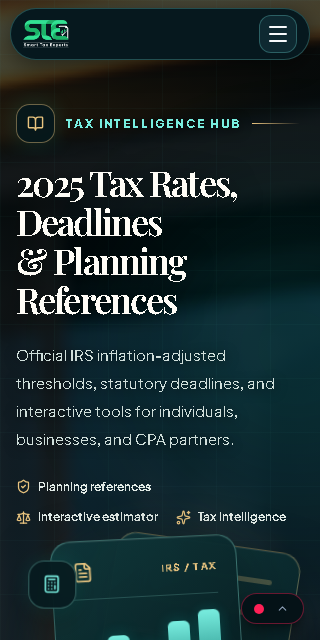 STE
Smart Tax Experts
TAX INTELLIGENCE HUB
2025 Tax Rates,
Deadlines
& Planning
References
Official IRS inflation-adjusted
thresholds, statutory deadlines, and
interactive tools for individuals,
businesses, and CPA partners.
Planning references
Interactive estimator
Tax intelligence
IRS / TAX